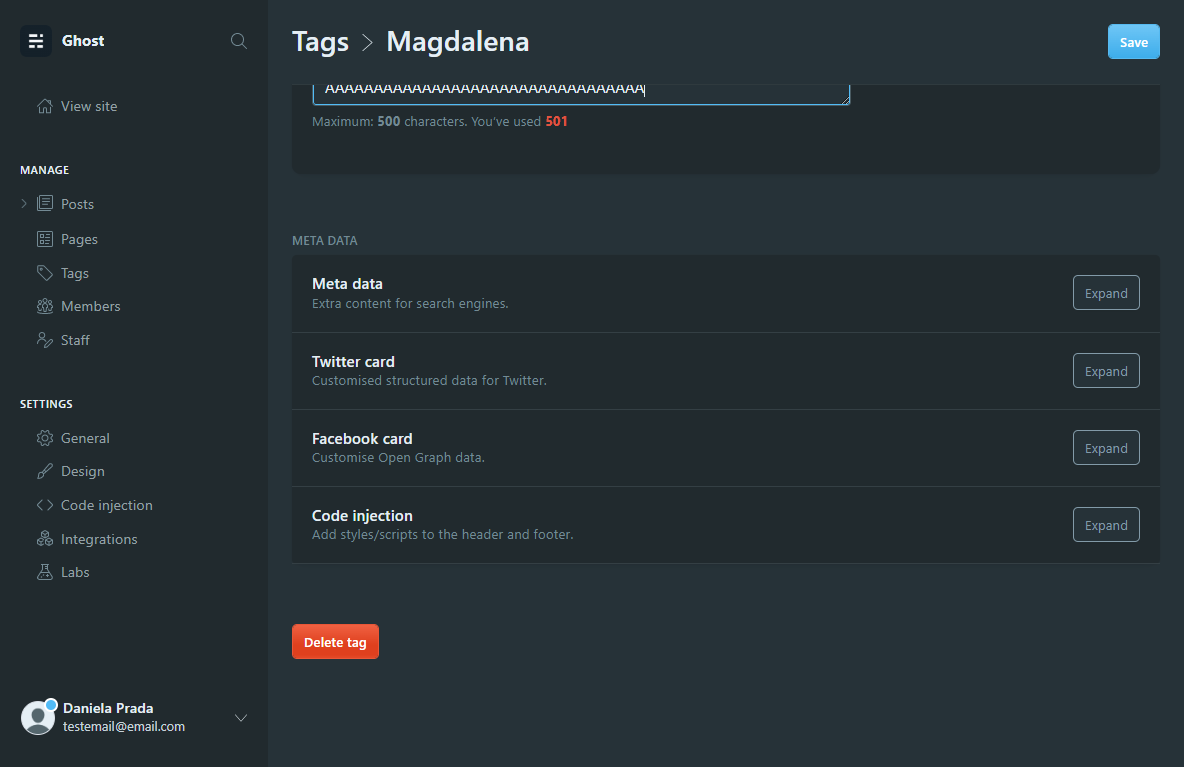 Ghost
View site
MANAGE
Posts
Pages
Tags
Members
Staff
SETTINGS
General
Design
Code injection
Integrations
Labs
Daniela Prada
testemail@email.com
Tags > Magdalena
Save
AAAAAAAAAAAAAAAAAAAAAAAAAAAAAAAAA
Maximum: 500 characters. You've used 501
META DATA
Meta data
Extra content for search engines.
Expand
Twitter card
Customised structured data for Twitter.
Expand
Facebook card
Customise Open Graph data.
Expand
Code injection
Add styles/scripts to the header and footer.
Expand
Delete tag